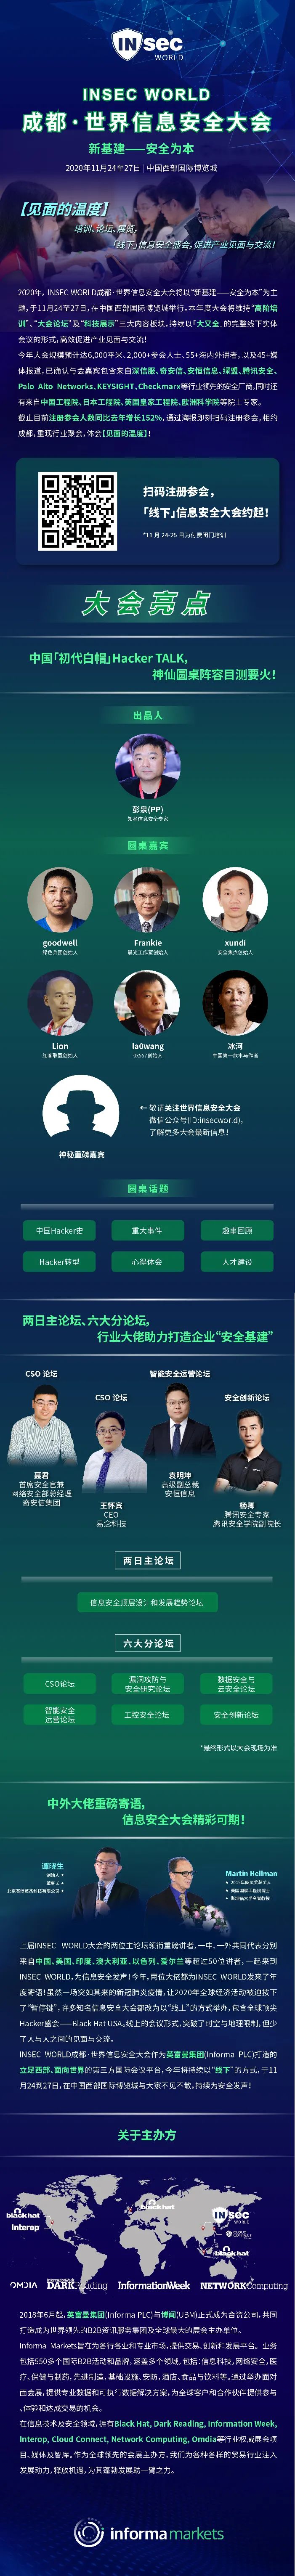 INsec
WORLD
INSEC WORLD
成都·世界信息安全大会
新基建——安全为本
2020年11月24至27日 | 中国西部国际博览城
【见面的温度】
培训、论坛、展览,
「线下」信息安全盛会,促进产业见面与交流!
2020年, INSEC WORLD成都·世界信息安全大会将以“新基建——安全为本”为主
题,于11月24至27日,在中国西部国际博览城举行。本年度大会将维持“高阶培
训”、“大会论坛”及“科技展示”三大内容板块,持续以「大又全」的完整线下实体
会议的形式,高效促进产业见面与交流!
今年大会规模预计达6,000平米、2,000+参会人士、55+海内外讲者,以及45+媒
体报道,已确认与会嘉宾包含来自深信服、奇安信、安恒信息、绿盟、腾讯安全、
Palo Alto Networks、KEYSIGHT、Checkmarx等行业领先的安全厂商,同时还
有来自中国工程院、日本工程院、英国皇家工程院、欧洲科学院等院士专家。
截止目前注册参会人数同比去年增长152%,通过海报即刻扫码注册参会,相约
成都,重现行业聚会,体会【见面的温度】!
扫码注册参会,
「线下」信息安全大会约起!
*11 月 24-25 日为付费闭门培训
大会亮点
中国「初代白帽」Hacker TALK,
神仙圆桌阵容目测要火!
出品人
彭泉(PP)
知名信息安全专家
圆桌嘉宾
goodwell
绿色兵团创始人
Frankie
晨光工作室创始人
xundi
安全焦点创始人
Lion
红客联盟创始人
la0wang
0x557创始人
冰河
中国第一款木马作者
神秘重磅嘉宾
← 敬请关注世界信息安全大会
微信公众号(ID:insecworld),
了解更多大会最新信息!
圆桌话题
中国Hacker史
重大事件
趣事回顾
Hacker转型
心得体会
人才建设
两日主论坛、六大分论坛,
行业大佬助力打造企业“安全基建”
CSO 论坛
CSO 论坛
智能安全运营论坛
安全创新论坛
聂君
首席安全官兼
网络安全部总经理
奇安信集团
王怀宾
CEO
易念科技
袁明坤
高级副总裁
安恒信息
杨卿
腾讯安全专家
腾讯安全学院副院长
两日主论坛
信息安全顶层设计和发展趋势论坛
六大分论坛
CSO论坛
漏洞攻防与
安全研究论坛
数据安全与
云安全论坛
智能安全
运营论坛
工控安全论坛
安全创新论坛
*最终形式以大会现场为准
中外大佬重磅寄语,
信息安全大会精彩可期!
谭晓生
创始人
董事长
北京赛博英杰科技有限公司
Martin Hellman
2015年图灵奖获奖人
美国国家工程院院士
斯坦福大学名誉教授
上届INSEC WORLD大会的两位主论坛领衔重磅讲者,一中、一外共同代表分别
来自中国、美国、印度、澳大利亚、以色列、爱尔兰等超过50位讲者,一起来到
INSEC WORLD,为信息安全发声!今年,两位大佬都为INSEC WORLD发来了年
度寄语!虽然一场突如其来的新冠肺炎疫情,让2020年全球经济活动被迫按下
了“暂停键”,许多知名信息安全大会都改为以“线上”的方式举办,包含全球顶尖
Hacker盛会——Black Hat USA。线上的会议形式,突破了时空与地理限制,但少
了人与人之间的见面与交流。
INSEC WORLD成都·世界信息安全大会作为英富曼集团(Informa PLC)打造的
立足西部、面向世界的第三方国际会议平台,今年将持续以“线下”的方式,于11
月24到27日,在中国西部国际博览城与大家不见不散,持续为安全发声!
关于主办方
black hat
Interop
black hat
INsec
WORLD
CLOUD
CONNECT
black hat
OMDIA
DARKReading
InformationWeek
NETWORKComputing
2018年6月起,英富曼集团(Informa PLC)与博闻(UBM)正式成为合资公司,共同
打造成为世界领先的B2B资讯服务集团及全球最大的展会主办单位。
Informa Markets旨在为各行各业和专业市场,提供交易、创新和发展平台。业务
包括550多个国际B2B活动和品牌,涵盖多个领域,包括:信息科技,网络安全,医
疗、保健与制药,先进制造,基础设施、安防,酒店、食品与饮料等。通过举办面对
面会展,提供专业数据和可执行数据解决方案,为全球客户和合作伙伴提供参与
、体验和达成交易的机会。
在信息技术及安全领域,拥有Black Hat, Dark Reading, Information Week,
Interop, Cloud Connect, Network Computing, Omdia等行业权威展会项
目、媒体及智库。作为全球领先的会展主办方,我们为各种各样的贸易行业注入
发展动力,释放机遇,为其蓬勃发展助一臂之力。
informa markets